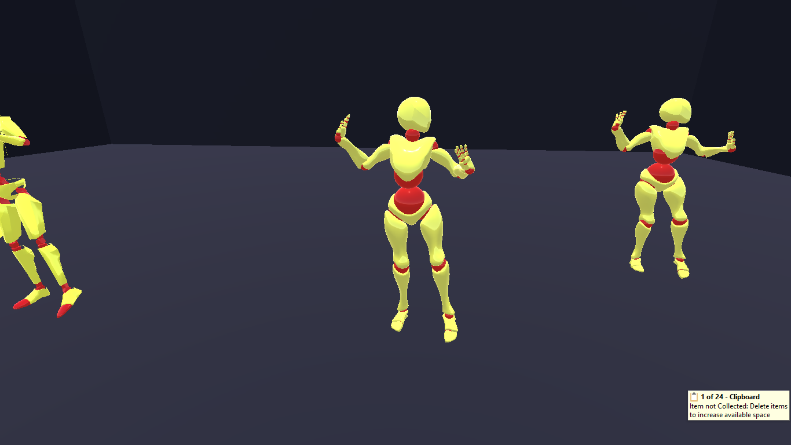 1 of 24 - Clipboard
Item not Collected: Delete items
to increase available space